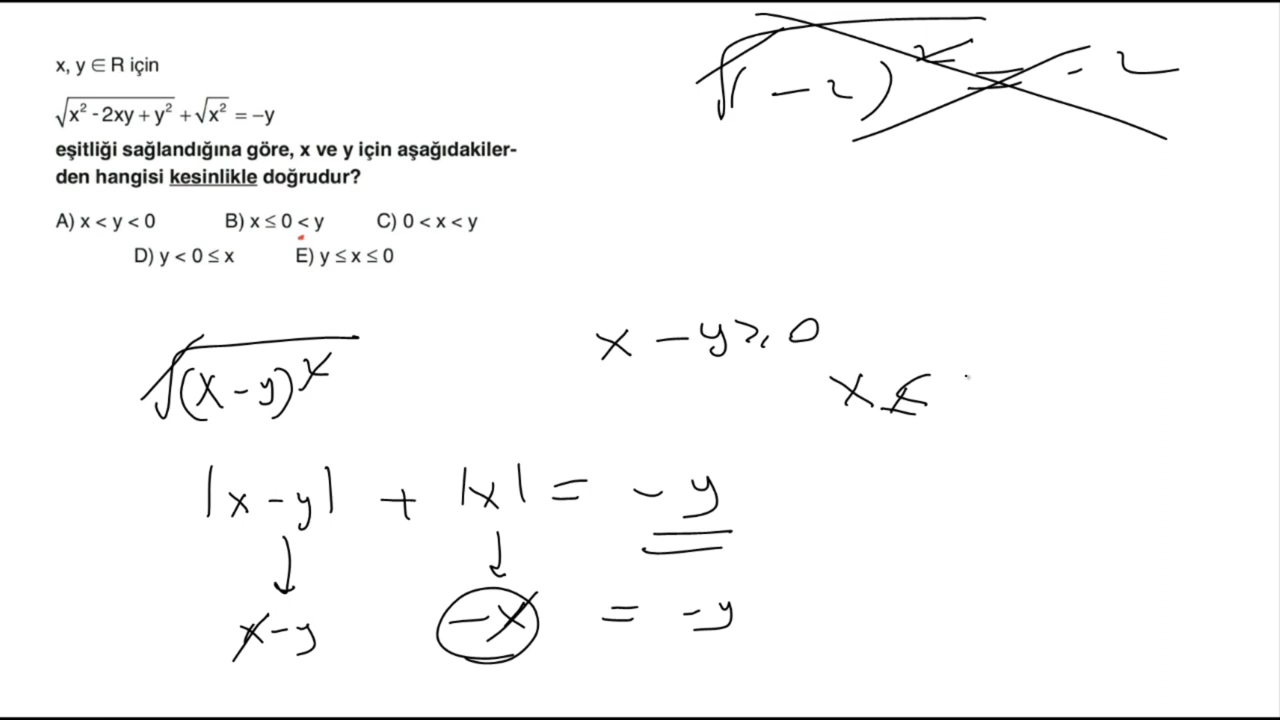 x, y ∈ R için
√(x² - 2xy + y²) + √x² = -y
eşitliği sağlandığına göre, x ve y için aşağıdakiler-
den hangisi kesinlikle doğrudur?
A) x < y < 0 B) x ≤ 0 < y C) 0 < x < y
D) y < 0 ≤ x E) y ≤ x ≤ 0
√(-2)² = = 2
x - y ≥ 0
√(x-y)²
x ≤
|x-y| + |x| = -y
x-y -x = -y